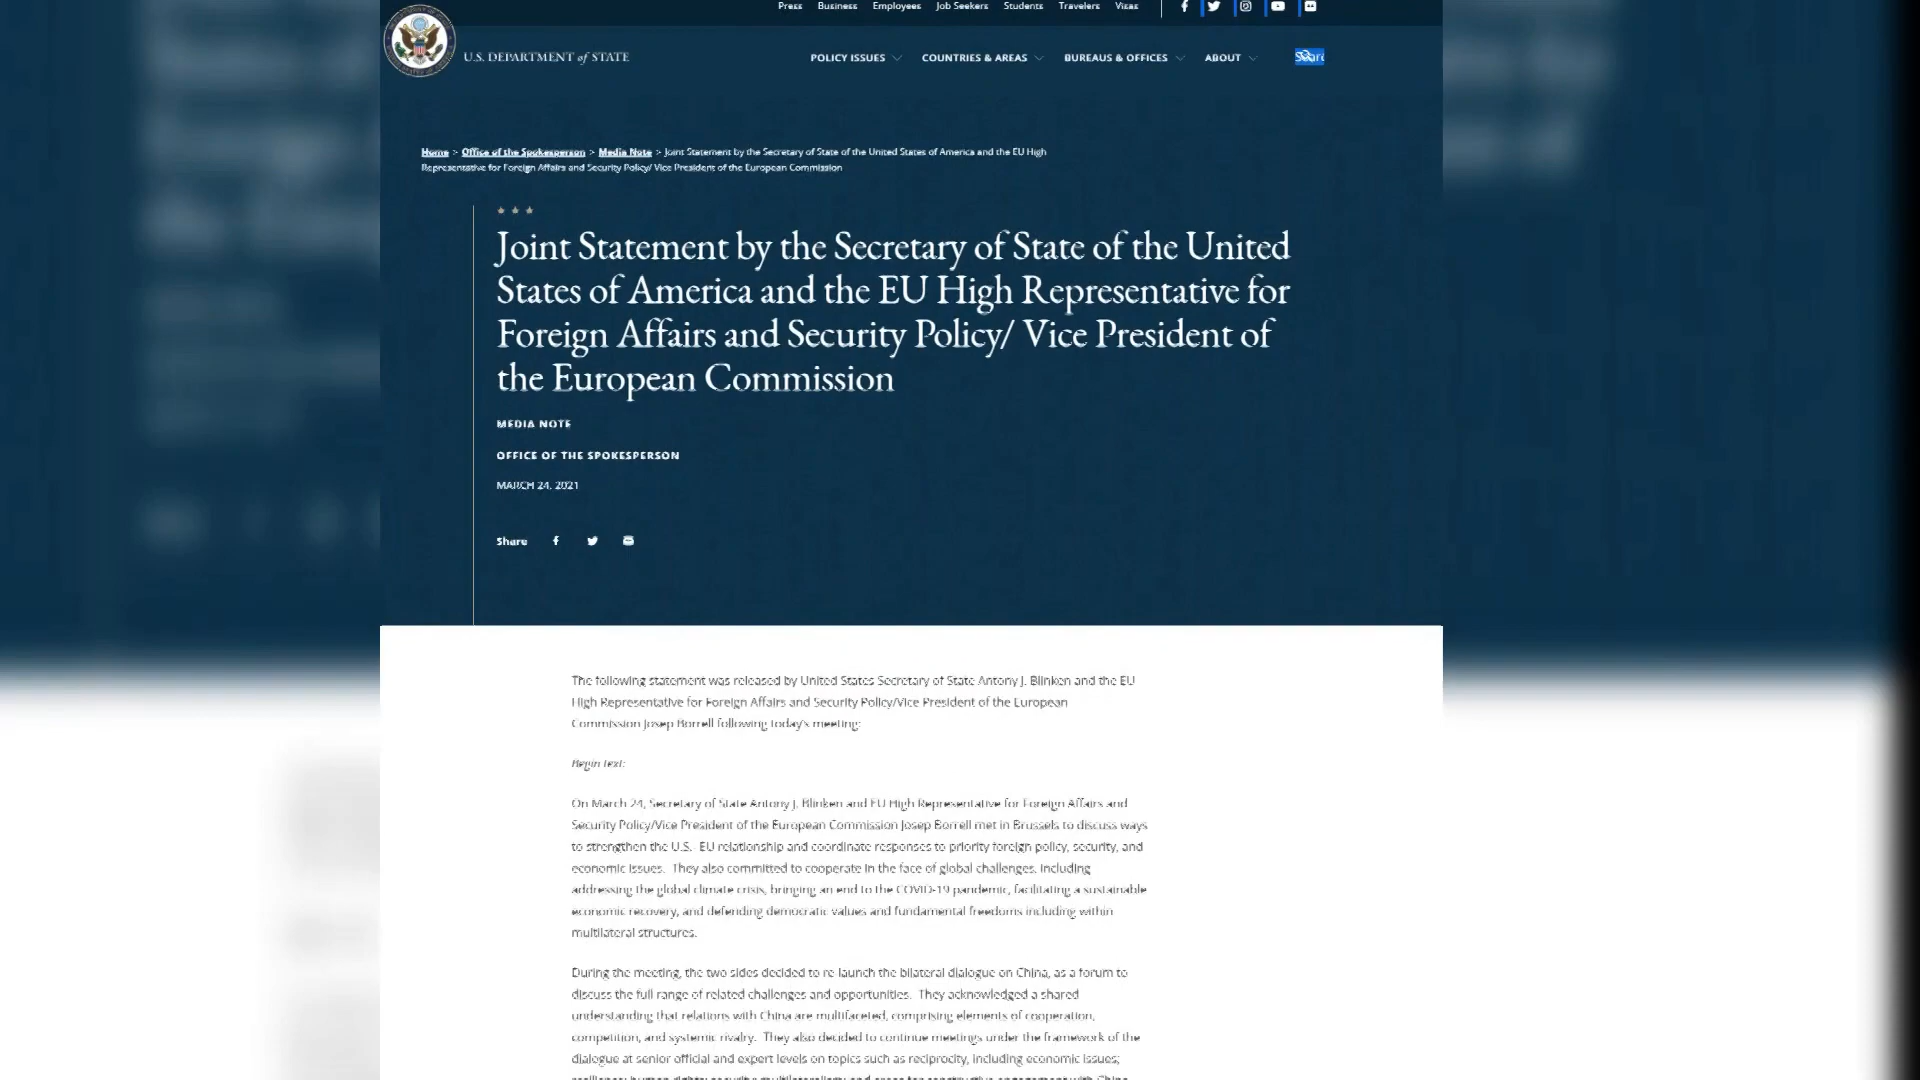 Press Business Employees Job Seekers Students Travelers Visas
U.S. DEPARTMENT of STATE
POLICY ISSUES COUNTRIES & AREAS BUREAUS & OFFICES ABOUT
Home > Office of the Spokesperson > Media Note > Joint Statement by the Secretary of State of the United States of America and the EU High
Representative for Foreign Affairs and Security Policy/ Vice President of the European Commission
Joint Statement by the Secretary of State of the United
States of America and the EU High Representative for
Foreign Affairs and Security Policy/ Vice President of
the European Commission
MEDIA NOTE
OFFICE OF THE SPOKESPERSON
MARCH 24, 2021
Share
The following statement was released by United States Secretary of State Antony J. Blinken and the EU
High Representative for Foreign Affairs and Security Policy/Vice President of the European
Commission Josep Borrell following today's meeting:
Begin text:
On March 24, Secretary of State Antony J. Blinken and EU High Representative for Foreign Affairs and
Security Policy/Vice President of the European Commission Josep Borrell met in Brussels to discuss ways
to strengthen the U.S. EU relationship and coordinate responses to priority foreign policy, security, and
economic issues. They also committed to cooperate in the face of global challenges, including
addressing the global climate crisis, bringing an end to the COVID-19 pandemic, facilitating a sustainable
economic recovery, and defending democratic values and fundamental freedoms including within
multilateral structures.
During the meeting, the two sides decided to re launch the bilateral dialogue on China, as a forum to
discuss the full range of related challenges and opportunities. They acknowledged a shared
understanding that relations with China are multifaceted, comprising elements of cooperation,
competition, and systemic rivalry. They also decided to continue meetings under the framework of the
dialogue at senior official and expert levels on topics such as reciprocity, including economic issues;